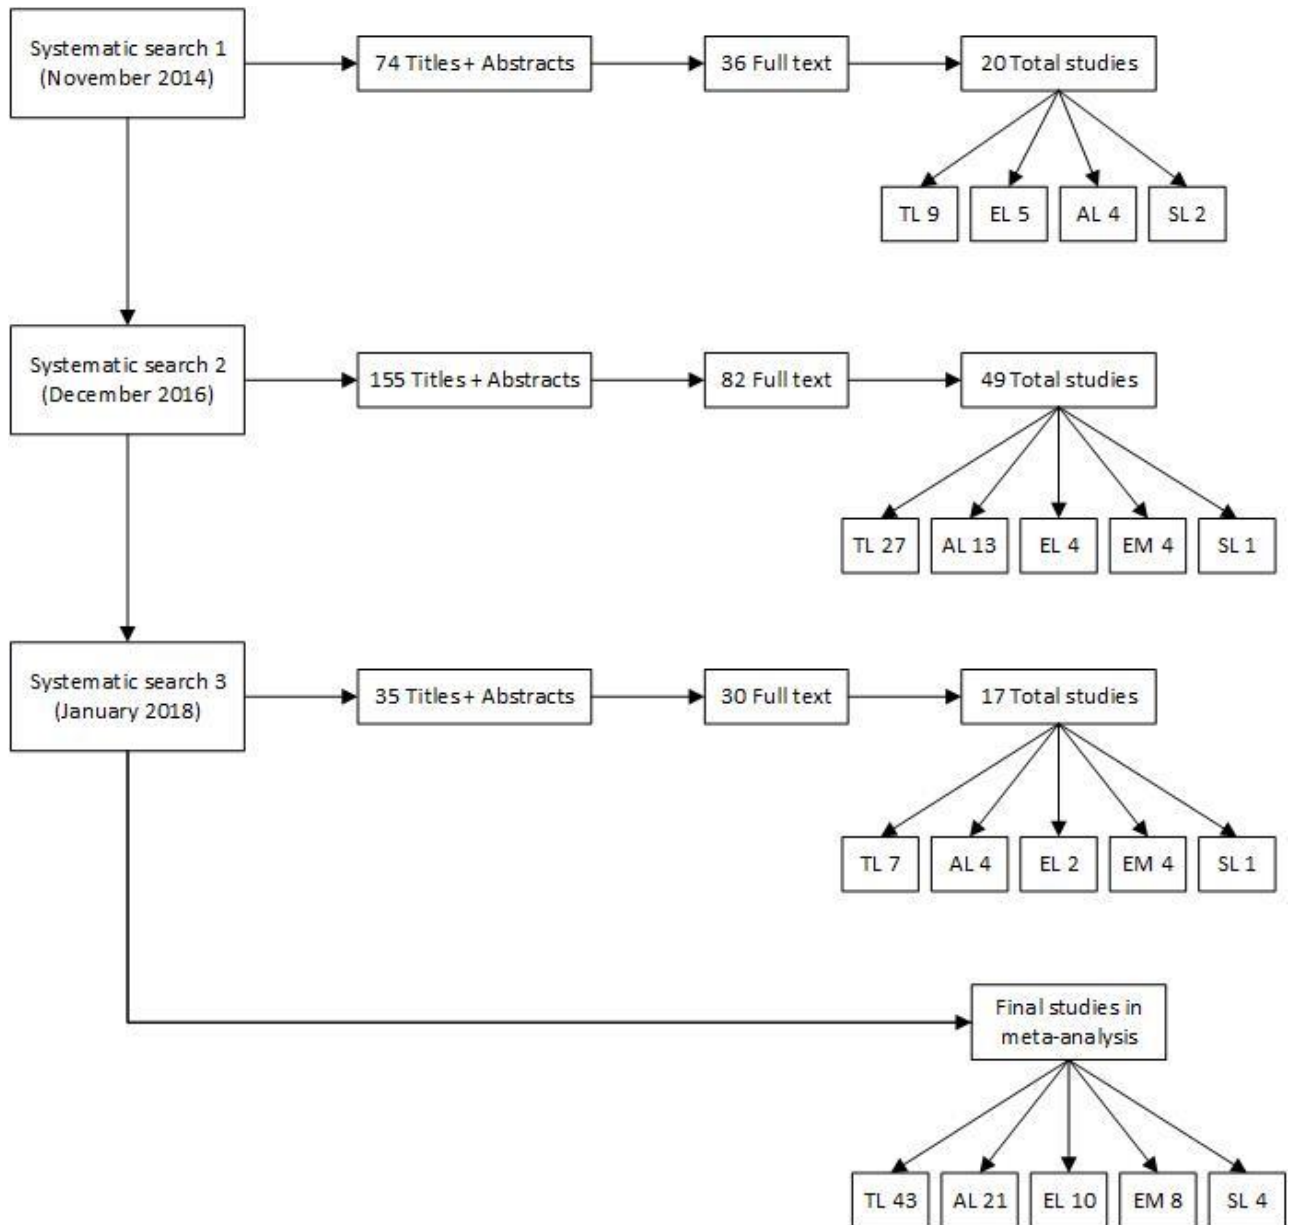 Systematic search 1
(November 2014)
74 Titles + Abstracts
36 Full text
20 Total studies
TL 9
EL 5
AL 4
SL 2
Systematic search 2
(December 2016)
155 Titles + Abstracts
82 Full text
49 Total studies
TL 27
AL 13
EL 4
EM 4
SL 1
Systematic search 3
(January 2018)
35 Titles + Abstracts
30 Full text
17 Total studies
TL 7
AL 4
EL 2
EM 4
SL 1
Final studies in
meta-analysis
TL 43
AL 21
EL 10
EM 8
SL 4